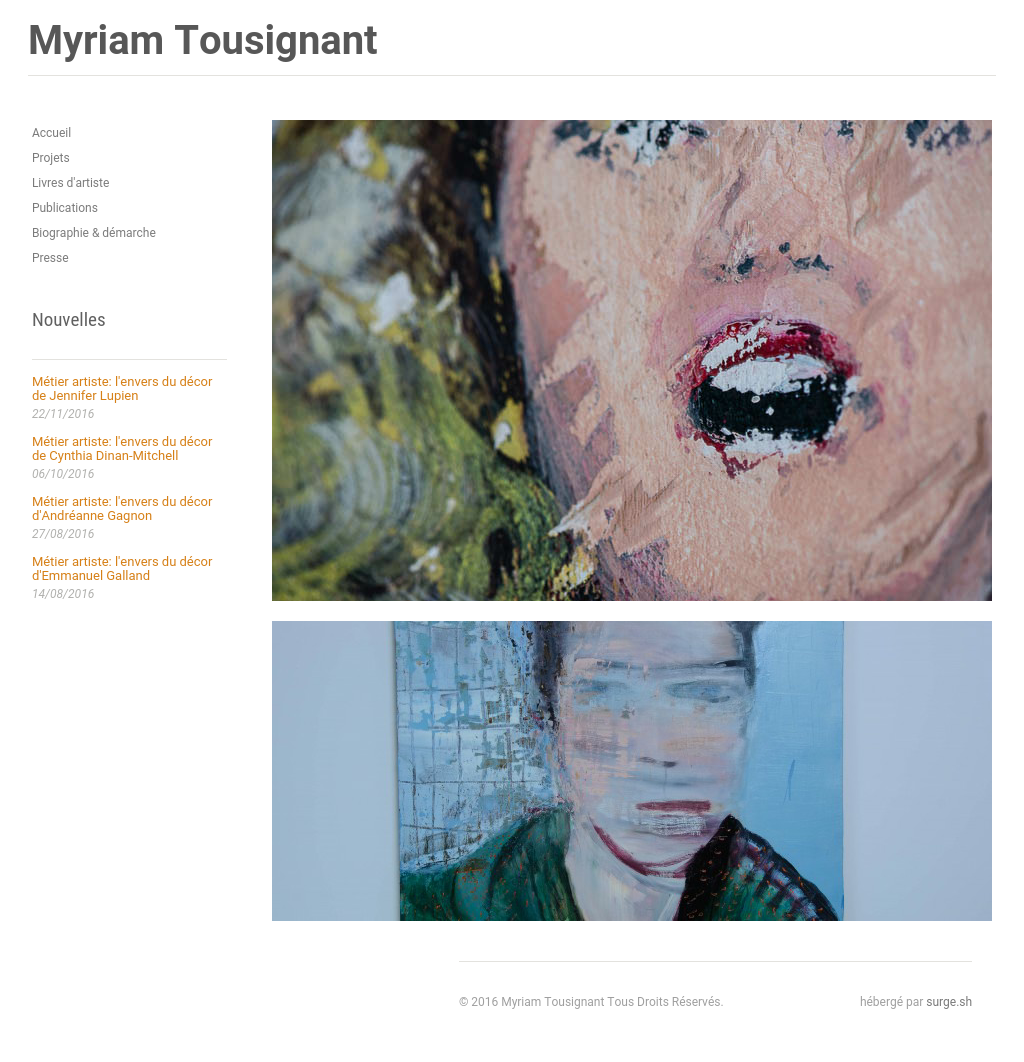 Myriam Tousignant
Accueil
Projets
Livres d'artiste
Publications
Biographie & démarche
Presse
Nouvelles
Métier artiste: l'envers du décor
de Jennifer Lupien
22/11/2016
Métier artiste: l'envers du décor
de Cynthia Dinan-Mitchell
06/10/2016
Métier artiste: l'envers du décor
d'Andréanne Gagnon
27/08/2016
Métier artiste: l'envers du décor
d'Emmanuel Galland
14/08/2016
© 2016 Myriam Tousignant Tous Droits Réservés.
hébergé par surge.sh